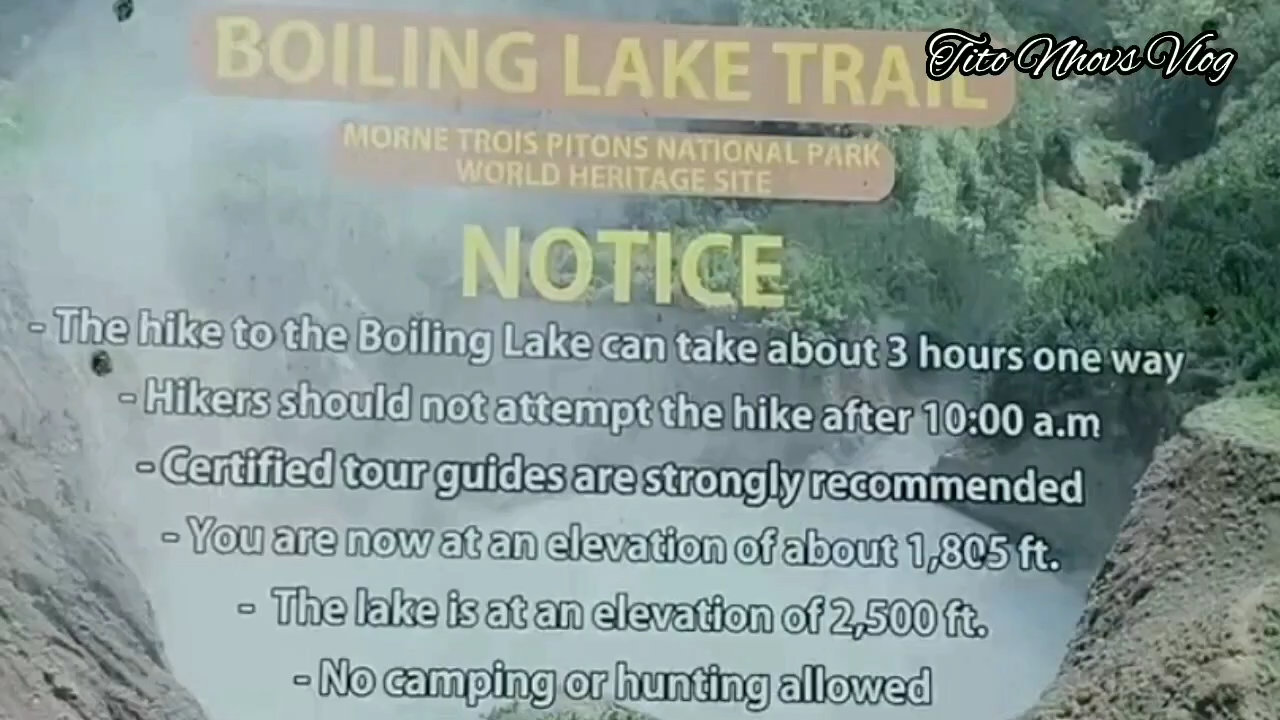 BOILING LAKE TRAIL
Tito Nhovs Vlog
MORNE TROIS PITONS NATIONAL PARK
WORLD HERITAGE SITE
NOTICE
- The hike to the Boiling Lake can take about 3 hours one way
- Hikers should not attempt the hike after 10:00 a.m
- Certified tour guides are strongly recommended
- You are now at an elevation of about 1,805 ft.
- The lake is at an elevation of 2,500 ft.
- No camping or hunting allowed